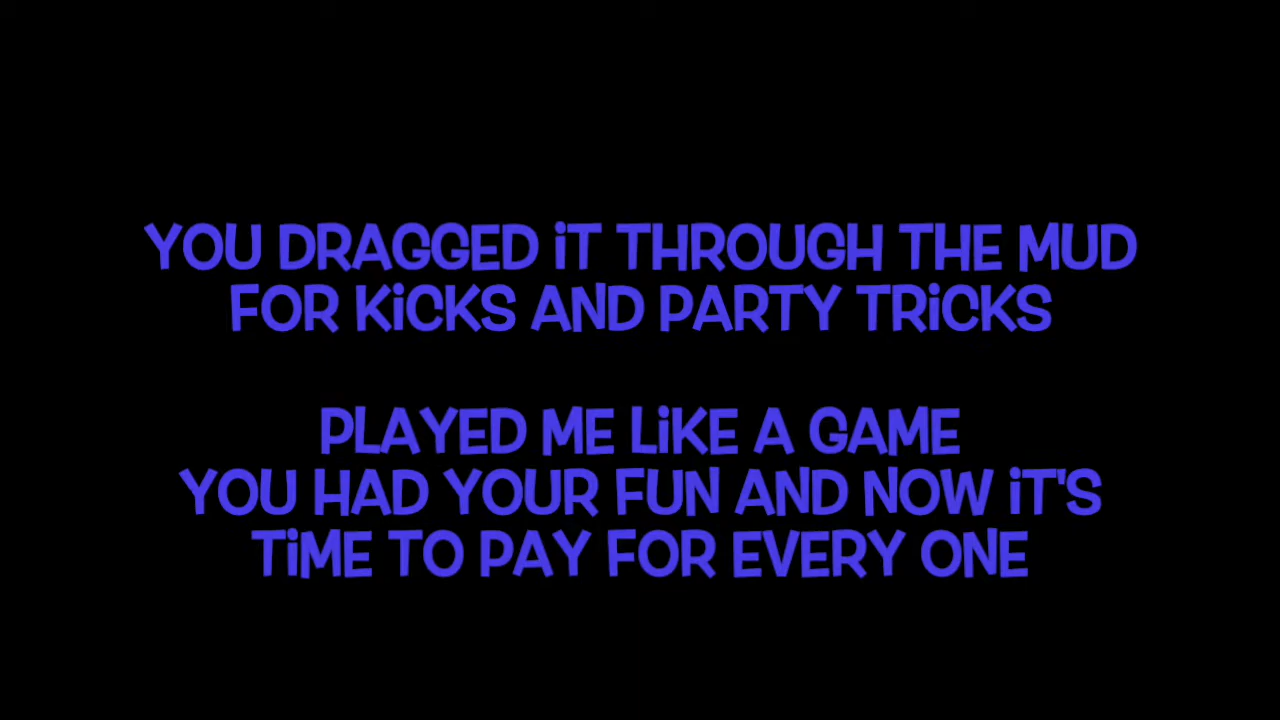 YOU DRAGGED iT THROUGH THE MUD
FOR KiCKS AND PARTY TRiCKS
PLAYED ME LiKE A GAME
YOU HAD YOUR FUN AND NOW iT'S
TiME TO PAY FOR EVERY ONE